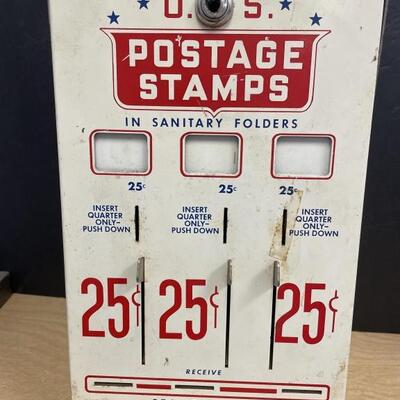 U. S.
POSTAGE
STAMPS
IN SANITARY FOLDERS
25¢ 25¢ 25¢
INSERT QUARTER ONLY- PUSH DOWN
INSERT QUARTER ONLY- PUSH DOWN
INSERT QUARTER ONLY- PUSH DOWN
25¢ 25¢ 25¢
RECEIVE